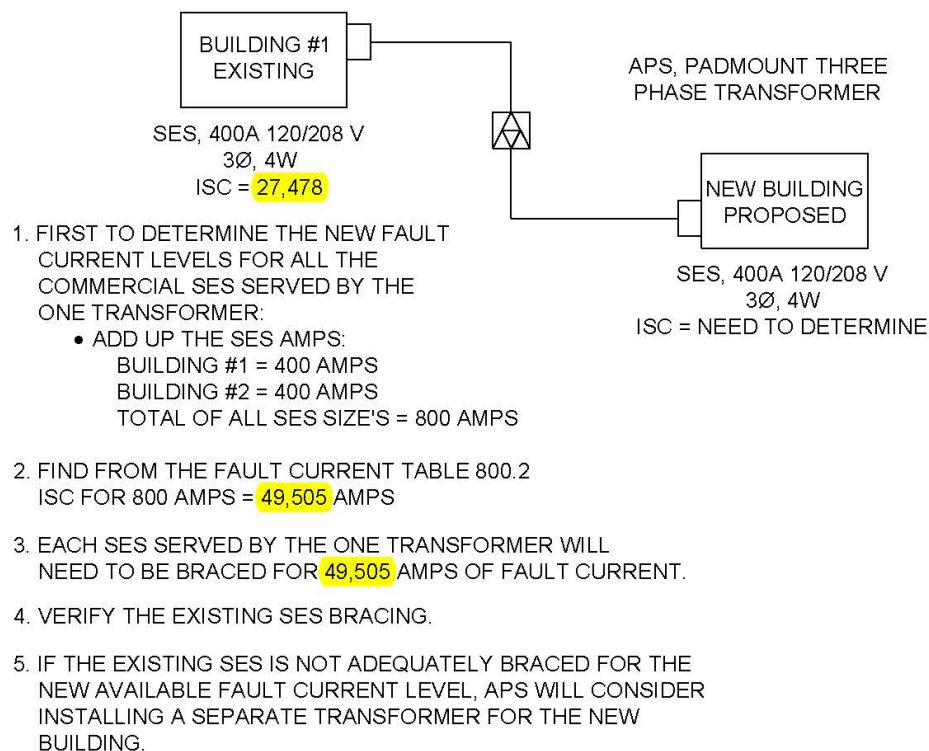 BUILDING #1
EXISTING
APS, PADMOUNT THREE
PHASE TRANSFORMER
SES, 400A 120/208 V
3Ø, 4W
ISC = 27,478
NEW BUILDING
PROPOSED
SES, 400A 120/208 V
3Ø, 4W
ISC = NEED TO DETERMINE
1. FIRST TO DETERMINE THE NEW FAULT
CURRENT LEVELS FOR ALL THE
COMMERCIAL SES SERVED BY THE
ONE TRANSFORMER:
• ADD UP THE SES AMPS:
BUILDING #1 = 400 AMPS
BUILDING #2 = 400 AMPS
TOTAL OF ALL SES SIZE'S = 800 AMPS
2. FIND FROM THE FAULT CURRENT TABLE 800.2
ISC FOR 800 AMPS = 49,505 AMPS
3. EACH SES SERVED BY THE ONE TRANSFORMER WILL
NEED TO BE BRACED FOR 49,505 AMPS OF FAULT CURRENT.
4. VERIFY THE EXISTING SES BRACING.
5. IF THE EXISTING SES IS NOT ADEQUATELY BRACED FOR THE
NEW AVAILABLE FAULT CURRENT LEVEL, APS WILL CONSIDER
INSTALLING A SEPARATE TRANSFORMER FOR THE NEW
BUILDING.